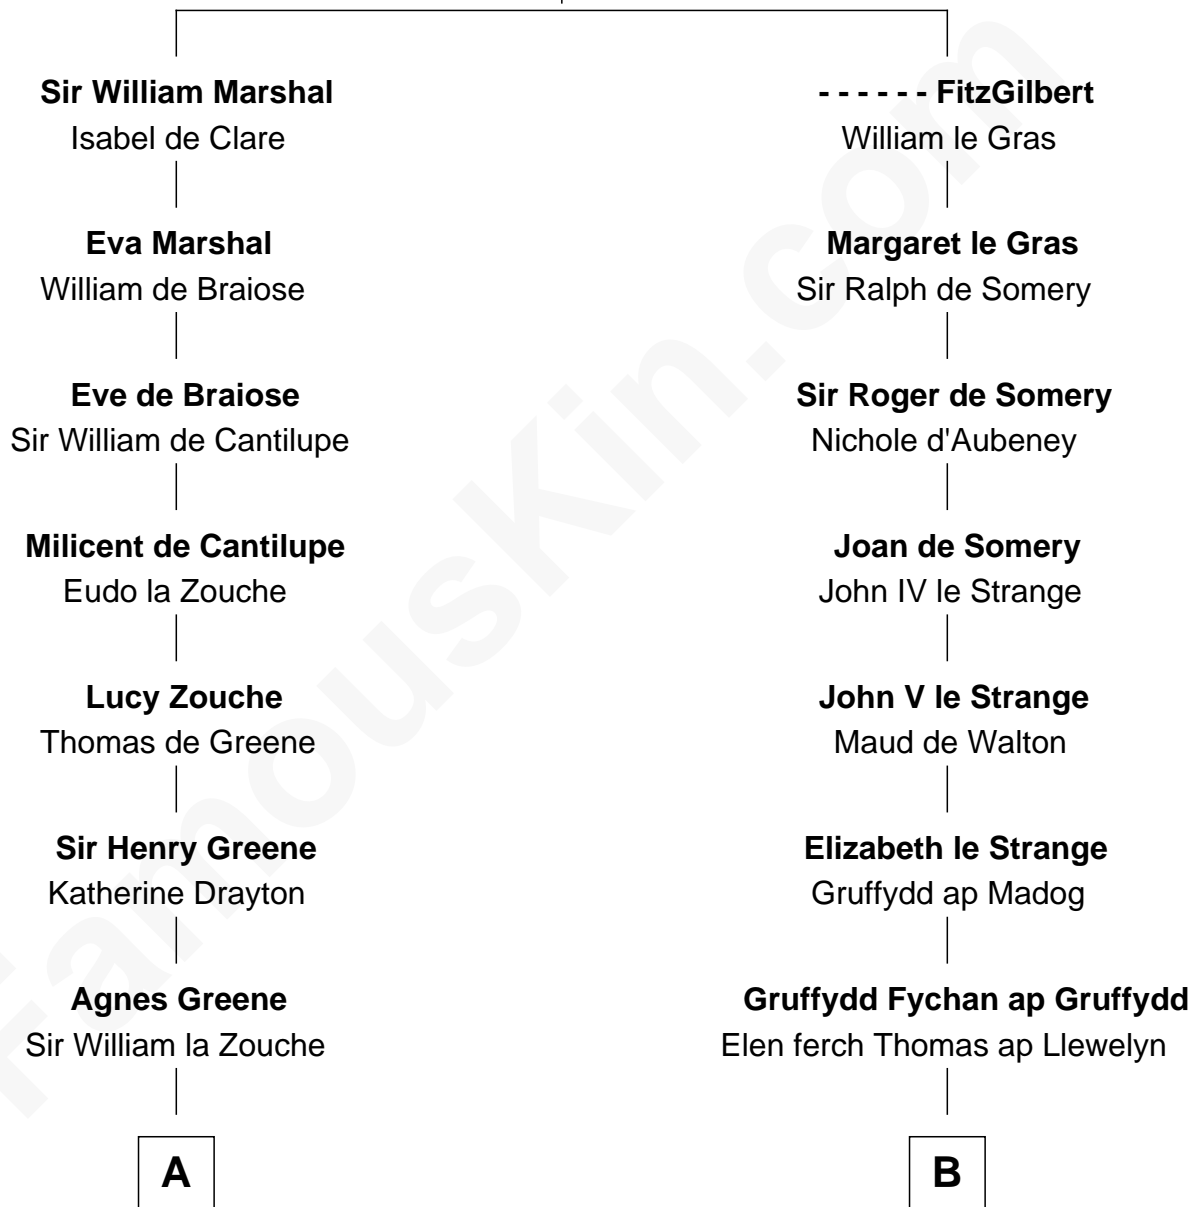 Sir William Marshal
Isabel de Clare
Eva Marshal
William de Braiose
Eve de Braiose
Sir William de Cantilupe
Milicent de Cantilupe
Eudo la Zouche
Lucy Zouche
Thomas de Greene
Sir Henry Greene
Katherine Drayton
Agnes Greene
Sir William la Zouche
A
- - - - - - FitzGilbert
William le Gras
Margaret le Gras
Sir Ralph de Somery
Sir Roger de Somery
Nichole d'Aubeney
Joan de Somery
John IV le Strange
John V le Strange
Maud de Walton
Elizabeth le Strange
Gruffydd ap Madog
Gruffydd Fychan ap Gruffydd
Elen ferch Thomas ap Llewelyn
B
FamousKin.com